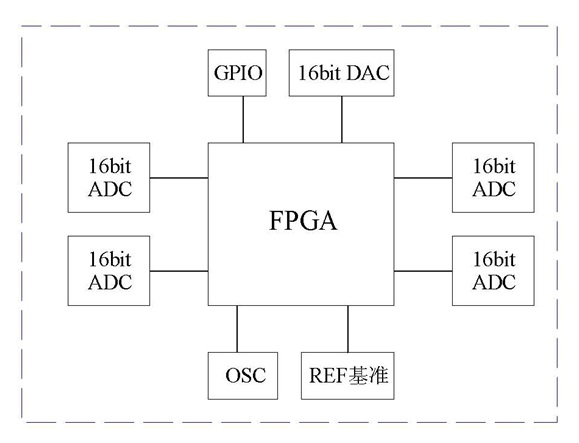 GPIO
16bit DAC
16bit
ADC
16bit
ADC
FPGA
16bit
ADC
16bit
ADC
OSC
REF基准